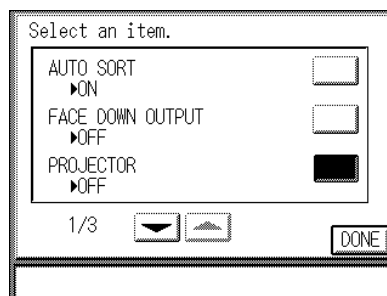 Select an item.
AUTO SORT
▶ON
FACE DOWN OUTPUT
▶OFF
PROJECTOR
▶OFF
1/3
DONE